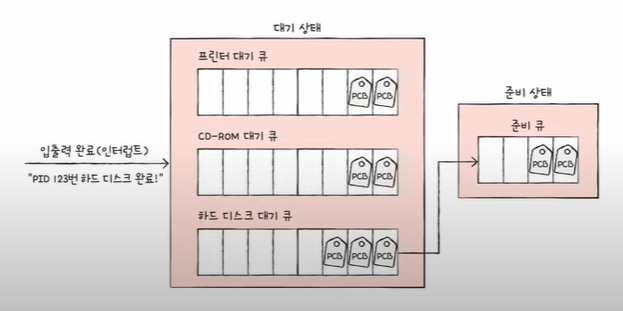 대기 상태
프린터 대기 큐
PCB PCB
CD-ROM 대기 큐
PCB PCB
하드 디스크 대기 큐
PCB PCB PCB
입출력 완료(인터럽트)
"PID 123번 하드 디스크 완료!"
준비 상태
준비 큐
PCB PCB